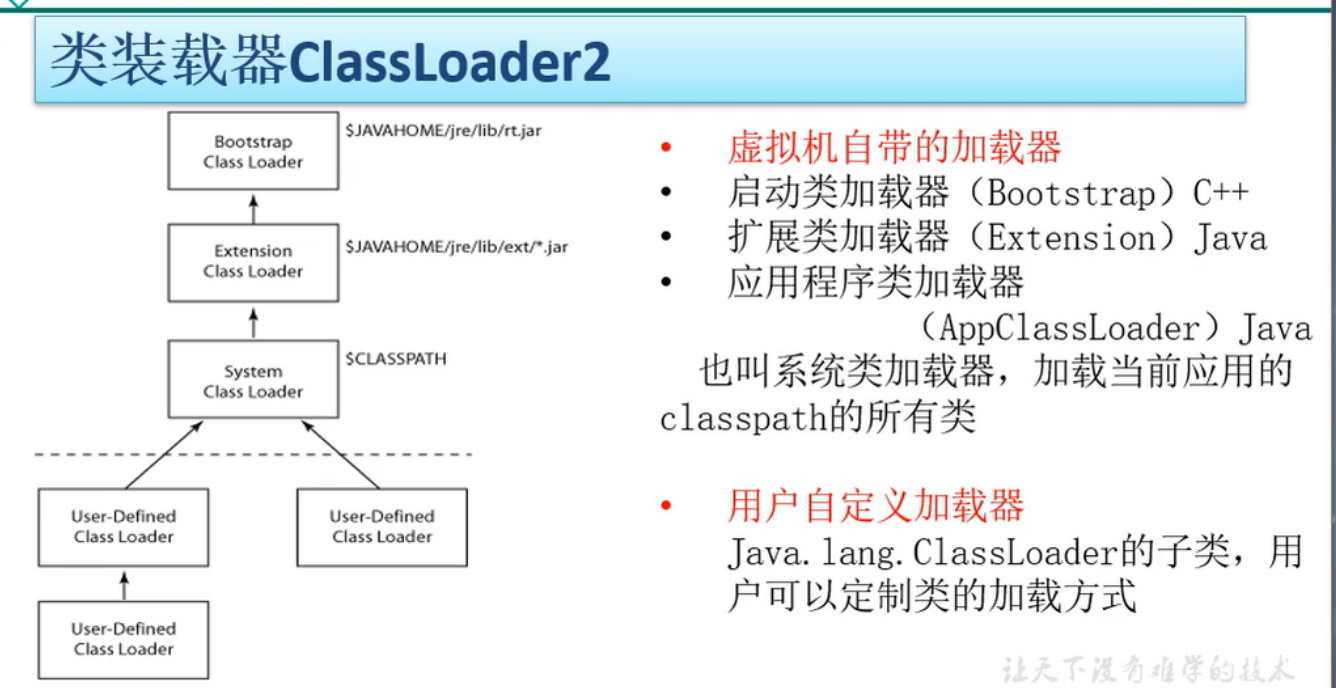 类装载器ClassLoader2
Bootstrap
Class Loader
$JAVAHOME/jre/lib/rt.jar
Extension
Class Loader
$JAVAHOME/jre/lib/ext/*.jar
System
Class Loader
$CLASSPATH
User-Defined
Class Loader
User-Defined
Class Loader
User-Defined
Class Loader
• 虚拟机自带的加载器
• 启动类加载器（Bootstrap）C++
• 扩展类加载器（Extension）Java
• 应用程序类加载器
（AppClassLoader）Java
也叫系统类加载器，加载当前应用的
classpath的所有类
• 用户自定义加载器
Java.lang.ClassLoader的子类，用
户可以定制类的加载方式
让天下没有难学的技术